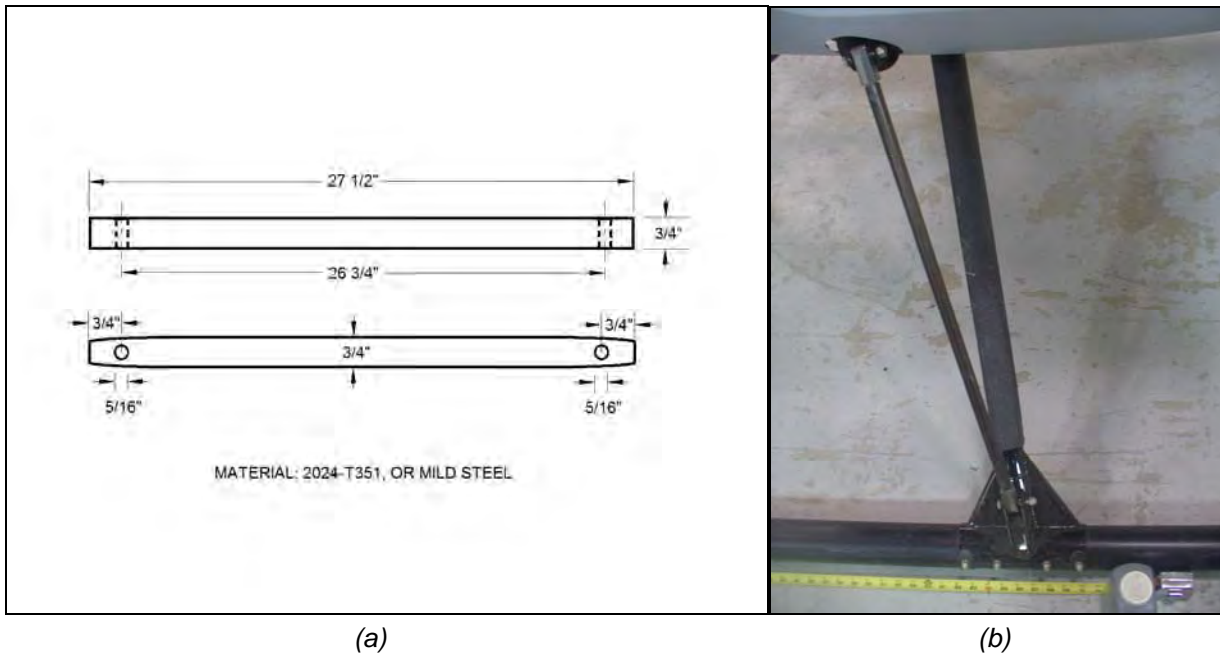 27 1/2"
3/4"
26 3/4"
3/4"
3/4"
3/4"
5/16"
5/16"
MATERIAL: 2024-T351, OR MILD STEEL
(a)
(b)